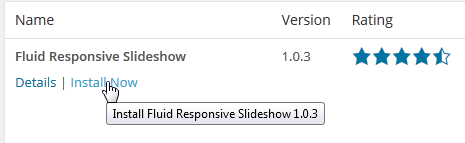 Name Version Rating
Fluid Responsive Slideshow 1.0.3
Details | Install Now
Install Fluid Responsive Slideshow 1.0.3